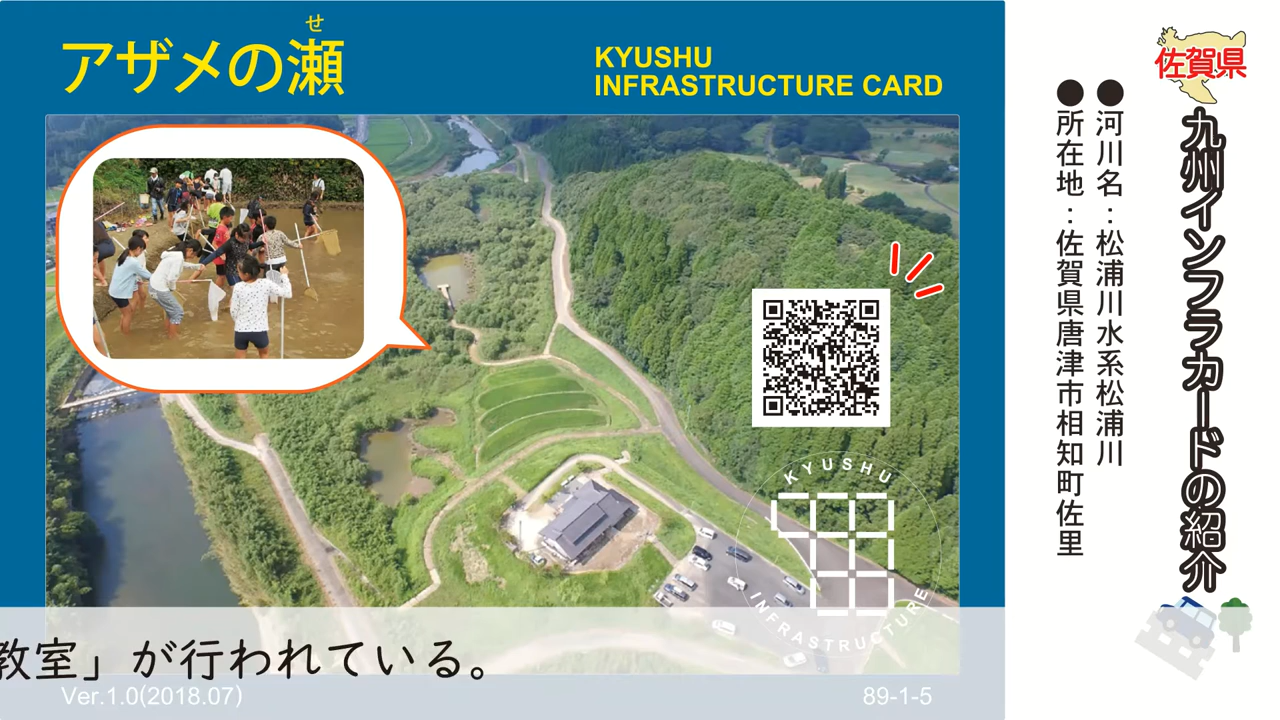 せ
アザメの瀬
KYUSHU
INFRASTRUCTURE CARD
佐賀県
九州インフラカードの紹介
●河川名：松浦川水系松浦川
●所在地：佐賀県唐津市相知町佐里
KYUSHU
INFRASTRUCTURE
教室」が行われている。
Ver.1.0(2018.07)
89-1-5